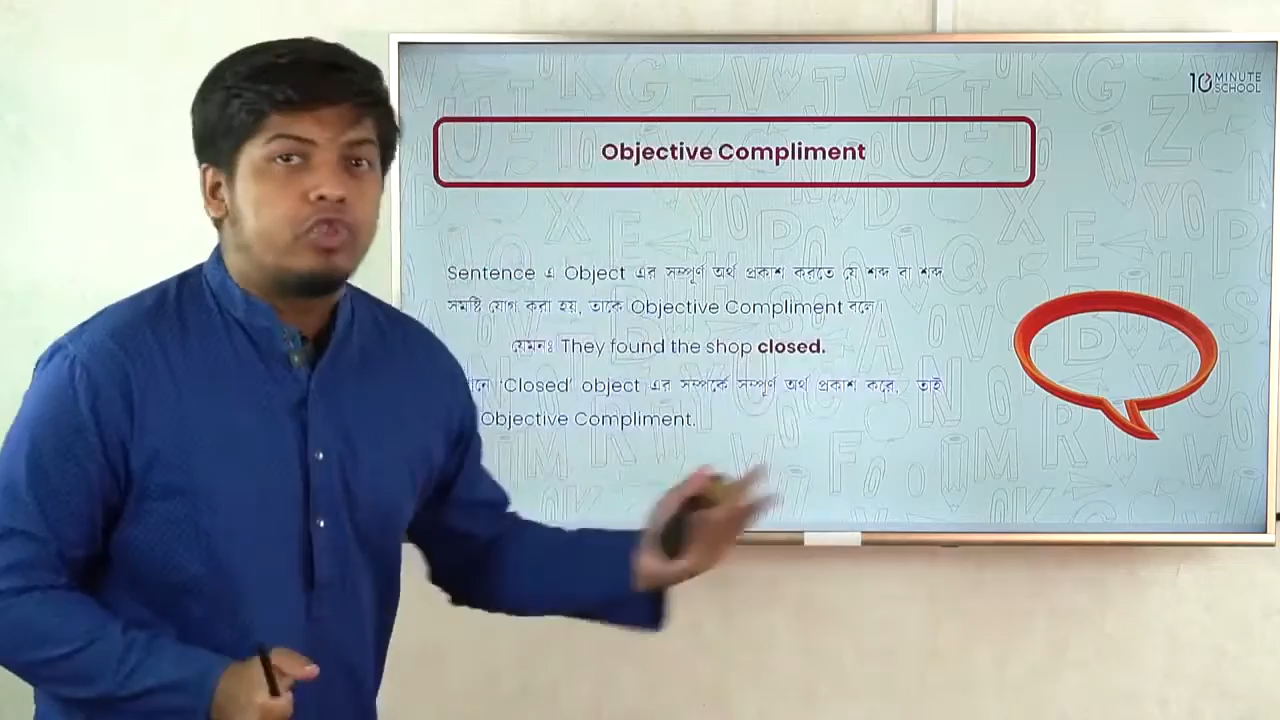 10 MINUTE
SCHOOL
Objective Compliment
Sentence এ Object এর সম্পূর্ণ অর্থ প্রকাশ করতে যে শব্দ বা শব্দ
সমষ্টি যোগ করা হয়, তাকে Objective Compliment বলে।
যেমনঃ They found the shop closed.
'Closed' object এর সম্পর্কে সম্পূর্ণ অর্থ প্রকাশ করে, তাই
Objective Compliment.